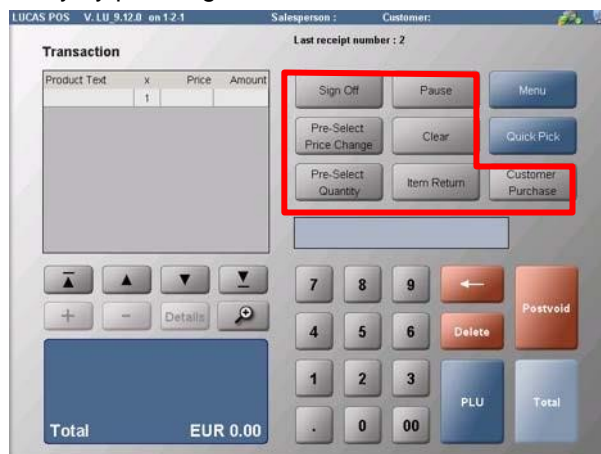 LUCAS POS V. LU_9.12.0 on 1-2-1 Salesperson : Customer:
Last receipt number : 2
Transaction
Product Text x Price Amount
1
Sign Off Pause Menu
Pre-Select
Price Change
Clear Quick Pick
Pre-Select
Quantity
Item Return
Customer
Purchase
7 8 9
Postvoid
+ - Details
4 5 6 Delete
1 2 3
PLU Total
Total EUR 0.00
. 0 00